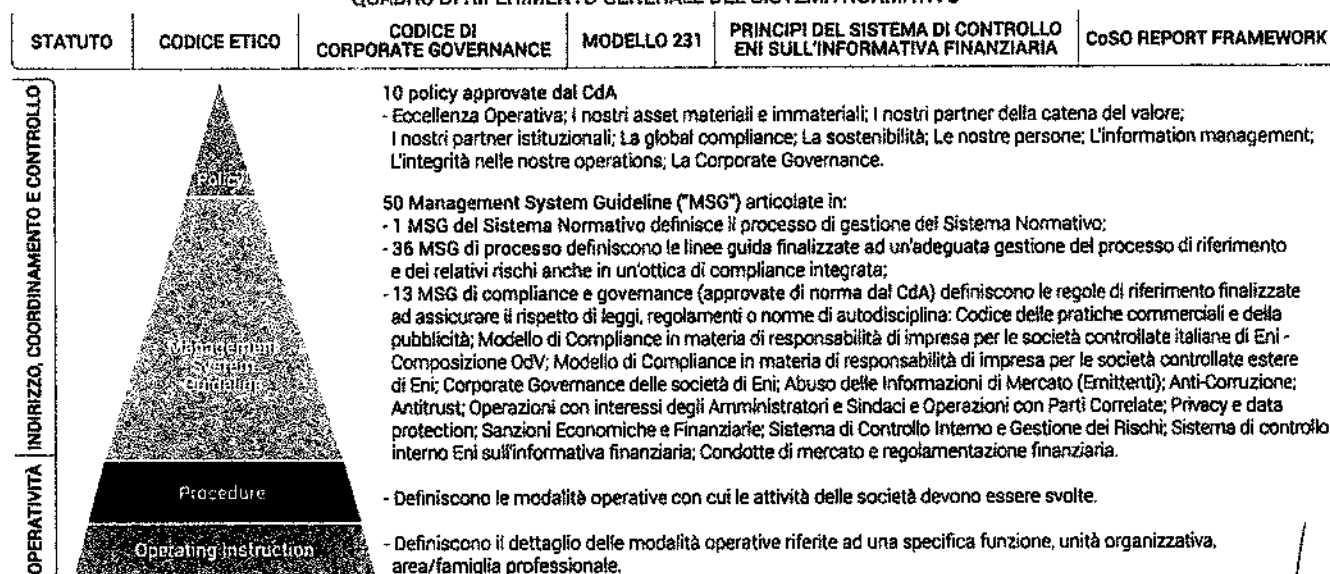 QUADRO DI RIFERIMENTO GENERALE DEL SISTEMA NORMATIVO
STATUTO
CODICE ETICO
CODICE DI
CORPORATE GOVERNANCE
MODELLO 231
PRINCIPI DEL SISTEMA DI CONTROLLO
ENI SULL'INFORMATIVA FINANZIARIA
CoSO REPORT FRAMEWORK
INDIRIZZO, COORDINAMENTO E CONTROLLO
Policy
10 policy approvate dal CdA
- Eccellenza Operativa; I nostri asset materiali e immateriali; I nostri partner della catena del valore;
I nostri partner istituzionali; La global compliance; La sostenibilità; Le nostre persone; L'information management;
L'integrità nelle nostre operations; La Corporate Governance.
Management
System
Guideline
50 Management System Guideline ("MSG") articolate in:
- 1 MSG del Sistema Normativo definisce il processo di gestione del Sistema Normativo;
- 36 MSG di processo definiscono le linee guida finalizzate ad un'adeguata gestione del processo di riferimento
e dei relativi rischi anche in un'ottica di compliance integrata;
- 13 MSG di compliance e governance (approvate di norma dal CdA) definiscono le regole di riferimento finalizzate
ad assicurare il rispetto di leggi, regolamenti o norme di autodisciplina: Codice delle pratiche commerciali e della
pubblicità; Modello di Compliance in materia di responsabilità di impresa per le società controllate italiane di Eni -
Composizione OdV; Modello di Compliance in materia di responsabilità di impresa per le società controllate estere
di Eni; Corporate Governance delle società di Eni; Abuso delle Informazioni di Mercato (Emittenti); Anti-Corruzione;
Antitrust; Operazioni con interessi degli Amministratori e Sindaci e Operazioni con Parti Correlate; Privacy e data
protection; Sanzioni Economiche e Finanziarie; Sistema di Controllo Interno e Gestione dei Rischi; Sistema di controllo
interno Eni sull'informativa finanziaria; Condotte di mercato e regolamentazione finanziaria.
OPERATIVITÀ
Procedure
- Definiscono le modalità operative con cui le attività delle società devono essere svolte.
Operating Instruction
- Definiscono il dettaglio delle modalità operative riferite ad una specifica funzione, unità organizzativa,
area/famiglia professionale.